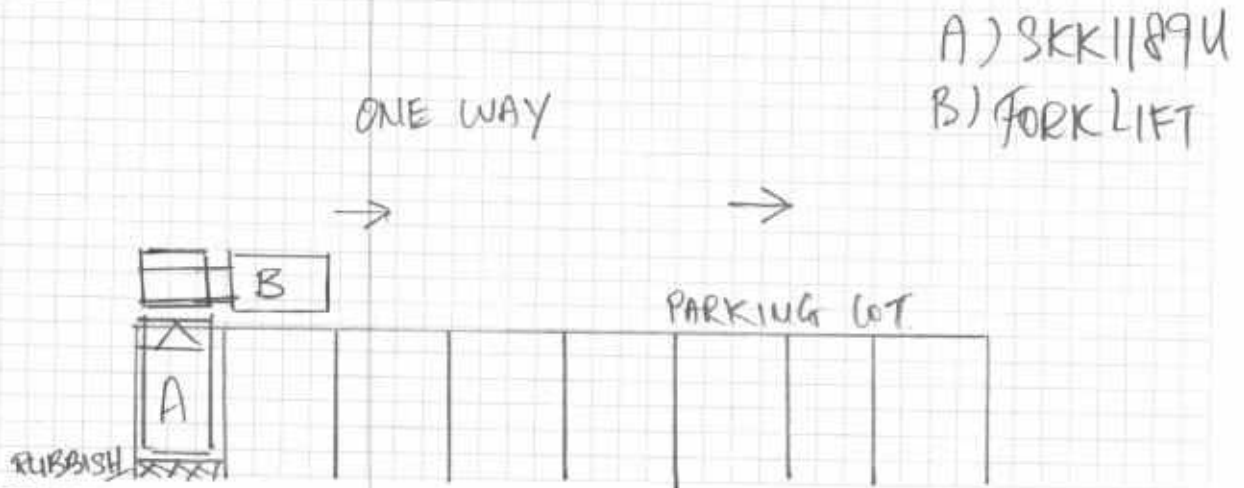 A) SKK1189U
B) FORKLIFT
ONE WAY
B
PARKING LOT
A
RUBBISH